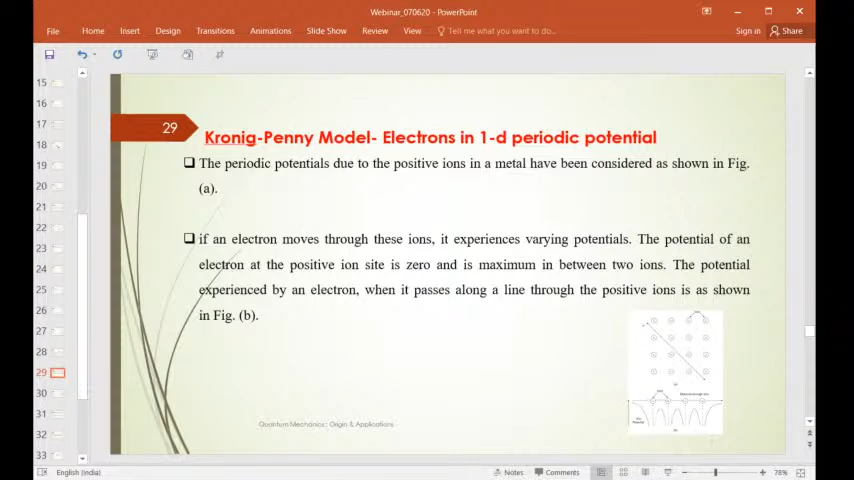 Webinar_070620 - PowerPoint
File Home Insert Design Transitions Animations Slide Show Review View Tell me what you want to do... Sign in Share
15
16
17
18
19
20
21
22
23
24
25
26
27
28
29
30
31
32
33
29
Kronig-Penny Model- Electrons in 1-d periodic potential
The periodic potentials due to the positive ions in a metal have been considered as shown in Fig.
(a).
if an electron moves through these ions, it experiences varying potentials. The potential of an
electron at the positive ion site is zero and is maximum in between two ions. The potential
experienced by an electron, when it passes along a line through the positive ions is as shown
in Fig. (b).
Quantum Mechanics : Origin & Applications
English (India) Notes Comments 78%